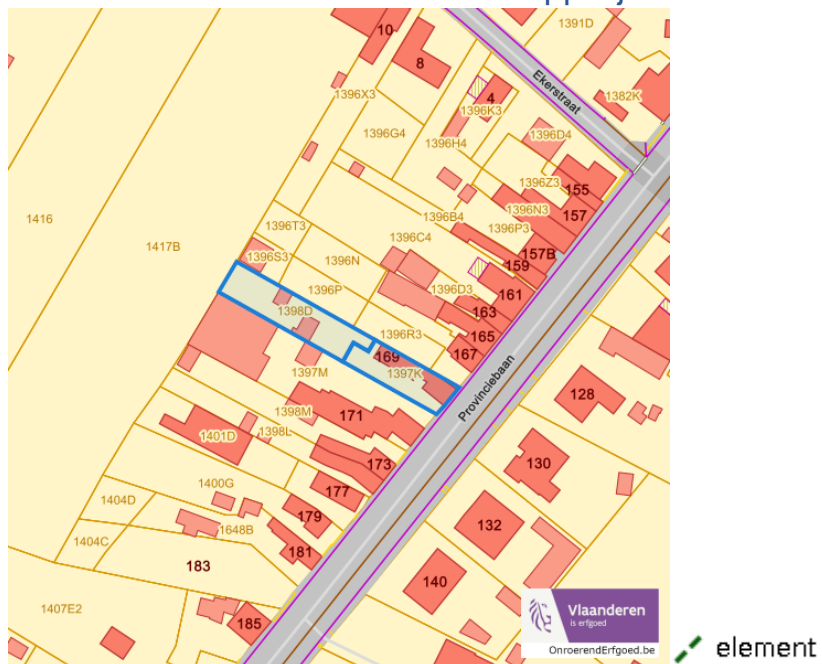 10
1391D
8
Ekerstraat
1396X3
4
1382K
1396K3
1396G4
1396H4
1396D4
1396Z3
155
1396N3
157
1396B4
1416
1396T3
1396P3
1417B
1396C4
157B
1396S3
159
1396N
1396D3
161
1396P
163
1398D
1396R3
165
167
169
1397M
1397K
Provinciebaan
128
1398M
171
1401D
1398L
173
130
1400G
177
1404D
179
132
1648B
1404C
181
183
140
1407E2
185
Vlaanderen
is erfgoed
OnroerendErfgoed.be
element